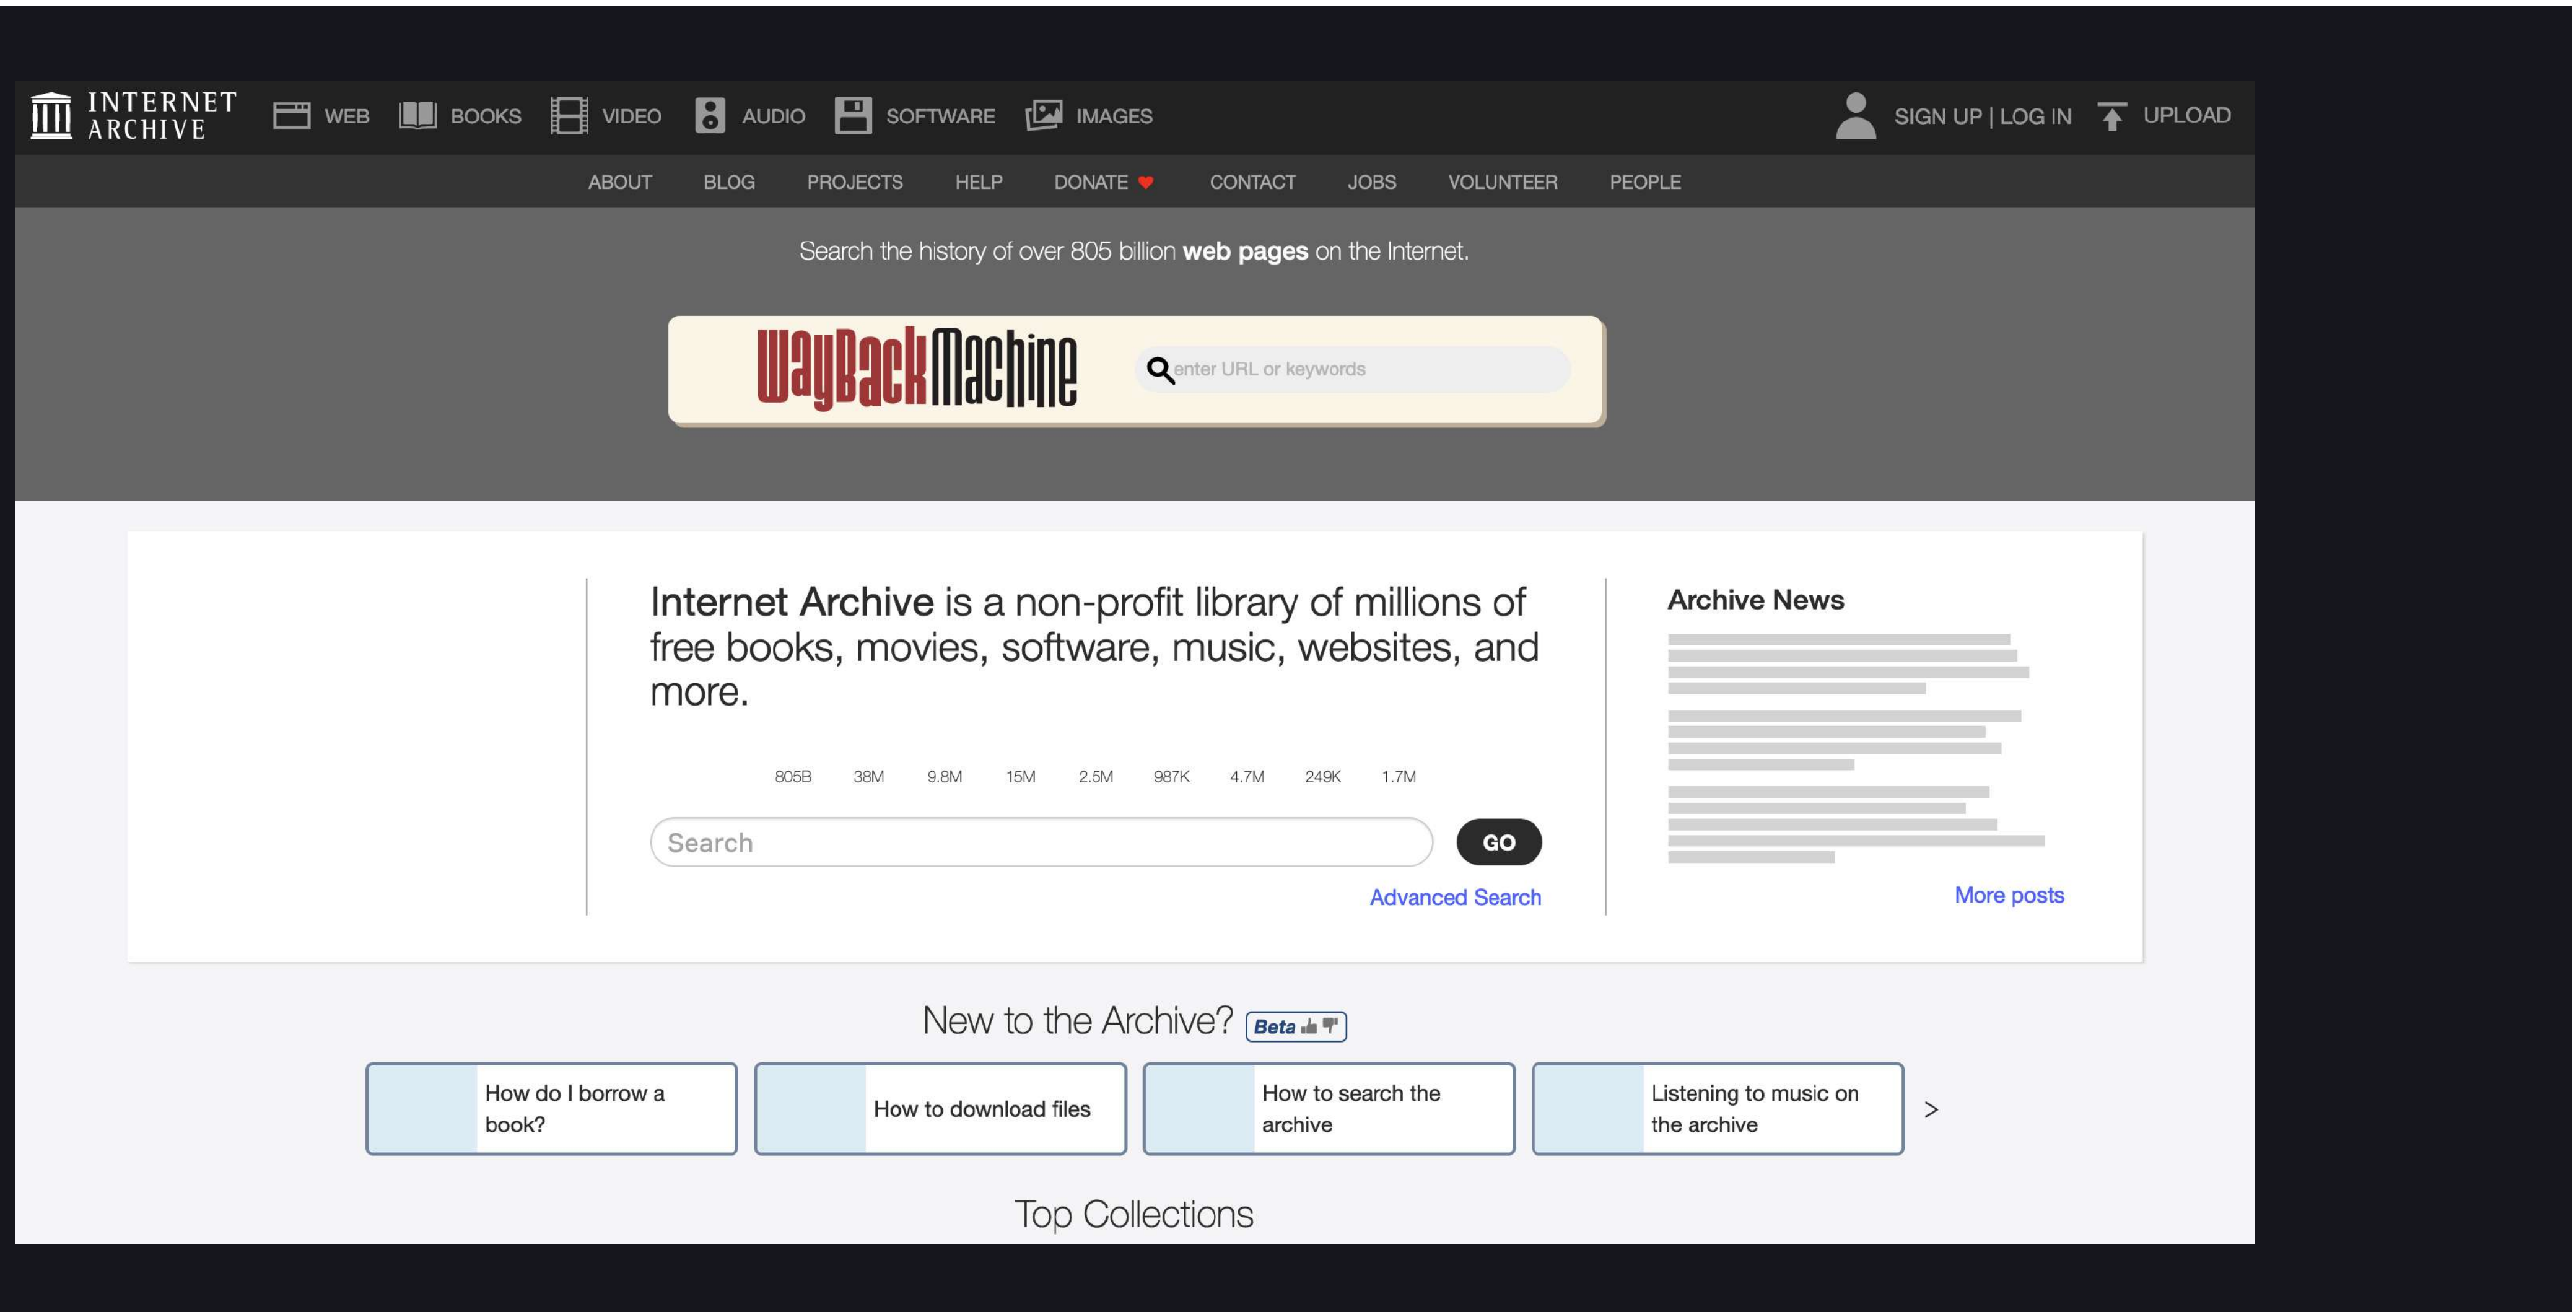 INTERNET
ARCHIVE
WEB BOOKS VIDEO AUDIO SOFTWARE IMAGES SIGN UP | LOG IN UPLOAD
ABOUT BLOG PROJECTS HELP DONATE CONTACT JOBS VOLUNTEER PEOPLE
Search the history of over 805 billion web pages on the Internet.
WayBackMachine enter URL or keywords
Internet Archive is a non-profit library of millions of
free books, movies, software, music, websites, and
more.
805B 38M 9.8M 15M 2.5M 987K 4.7M 249K 1.7M
Search GO
Advanced Search
Archive News
More posts
New to the Archive? Beta
How do I borrow a
book?
How to download files
How to search the
archive
Listening to music on
the archive
>
Top Collections